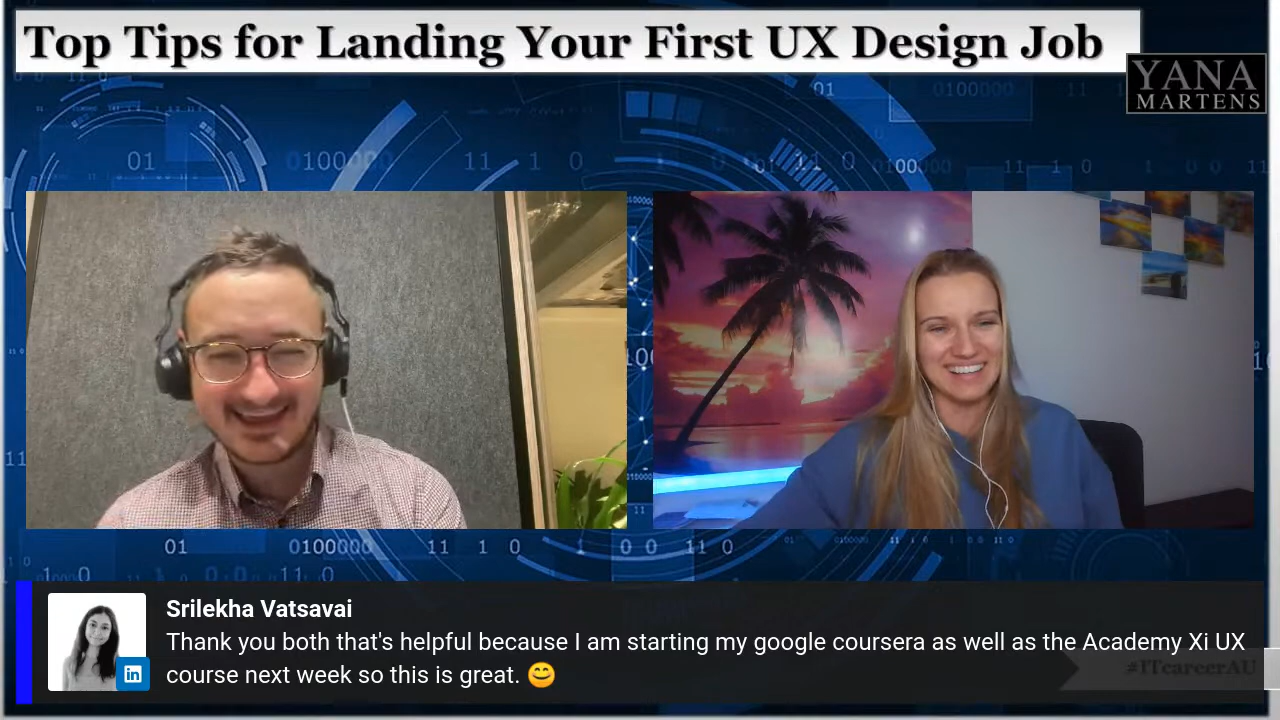 Top Tips for Landing Your First UX Design Job
YANA
MARTENS
Srilekha Vatsavai
Thank you both that's helpful because I am starting my google coursera as well as the Academy Xi UX
course next week so this is great. 😊
in
#ITcareerAU